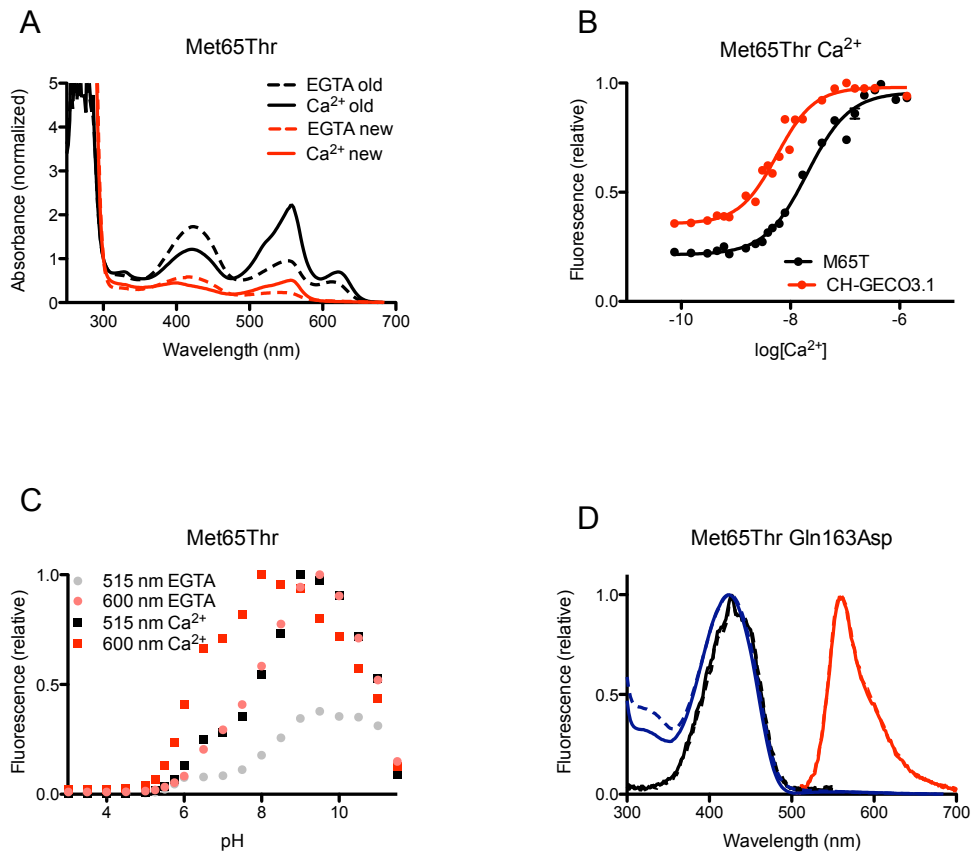 A
Met65Thr
EGTA old
Ca²⁺ old
EGTA new
Ca²⁺ new
Absorbance (normalized)
5
4
3
2
1
0
300 400 500 600 700
Wavelength (nm)
B
Met65Thr Ca²⁺
Fluorescence (relative)
1.0
0.5
0.0
M65T
CH-GECO3.1
-10 -8 -6
log[Ca²⁺]
C
Met65Thr
Fluorescence (relative)
1.0
0.5
0.0
515 nm EGTA
600 nm EGTA
515 nm Ca²⁺
600 nm Ca²⁺
4 6 8 10
pH
D
Met65Thr Gln163Asp
Fluorescence (relative)
1.0
0.5
0.0
300 400 500 600 700
Wavelength (nm)